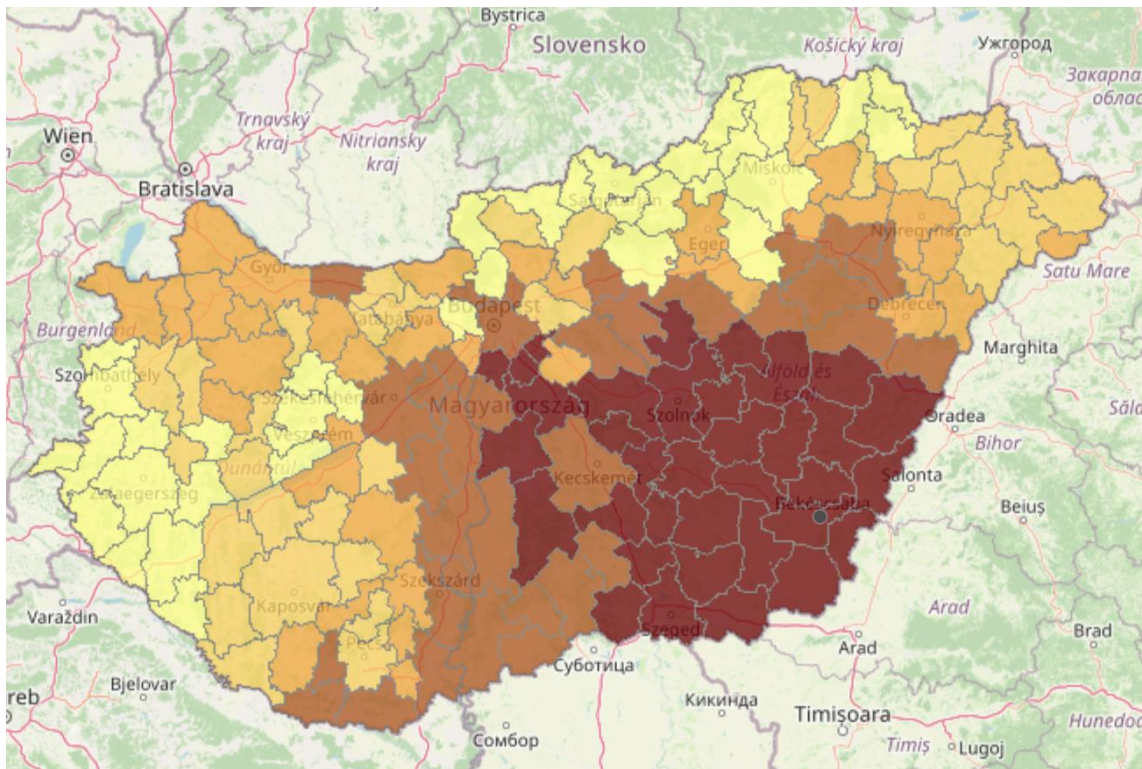 Bystrica
Slovensko
Košický kraj
Ужгород
Закарпа
облас
Wien
Trnavský
kraj
Nitriansky
kraj
Bratislava
Miskolc
Salgótarján
Eger
Nyíregyháza
Győr
Satu Mare
Budapest
Debrecen
Burgenland
Tatabánya
Marghita
Szombathely
Alföld és
Észak
Székesfehérvár
Magyarország
Szolnok
Oradea
Veszprém
Bihor
Dunántúl
Kecskemét
Salonta
Zalaegerszeg
Békéscsaba
Beiuș
Szekszárd
Kaposvár
Arad
Varaždin
Pécs
Szeged
Brad
Суботица
Arad
Bjelovar
reb
Кикинда
Timișoara
Сомбор
Timiș
Lugoj
Hunedoa